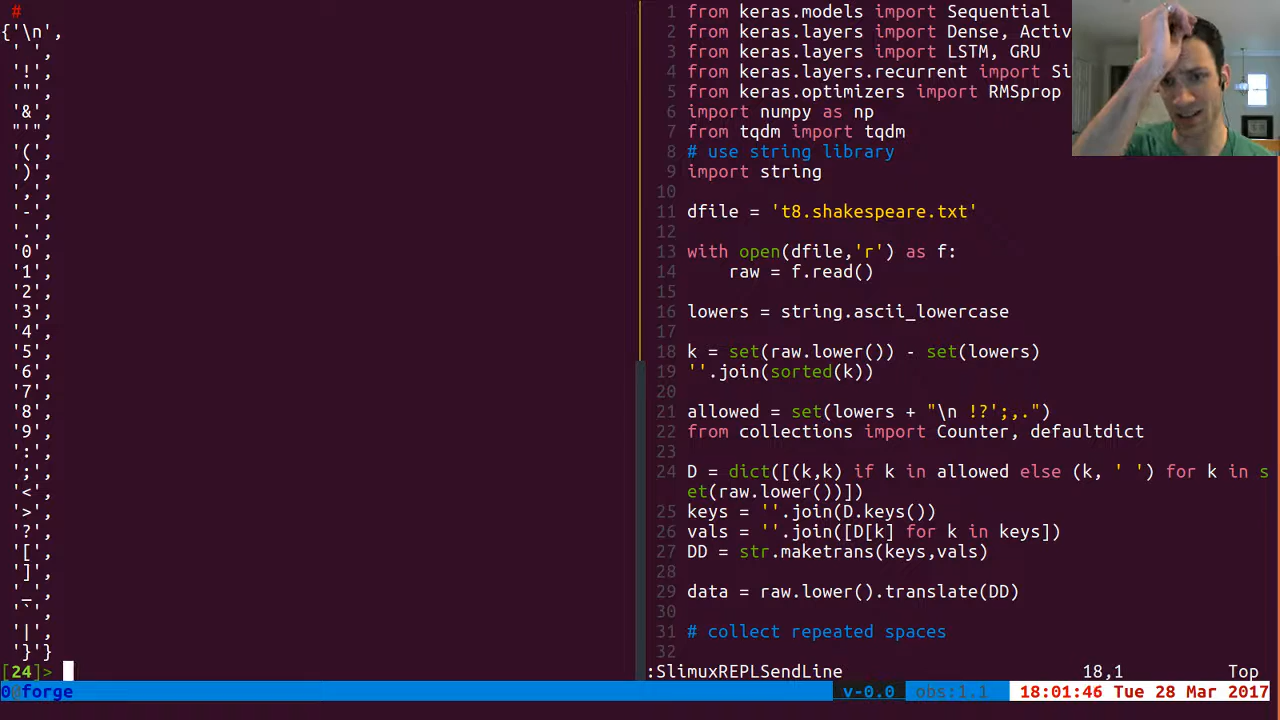 #
{'\n',
' ',
'!',
'"',
'&',
"'",
'(',
')',
',',
'-',
'.',
'0',
'1',
'2',
'3',
'4',
'5',
'6',
'7',
'8',
'9',
':',
';',
'<',
'>',
'?',
'[',
']',
'_',
'`',
'|',
'}'}
[24]>
1 from keras.models import Sequential
2 from keras.layers import Dense, Activ
3 from keras.layers import LSTM, GRU
4 from keras.layers.recurrent import Si
5 from keras.optimizers import RMSprop
6 import numpy as np
7 from tqdm import tqdm
8 # use string library
9 import string
10
11 dfile = 't8.shakespeare.txt'
12
13 with open(dfile,'r') as f:
14     raw = f.read()
15
16 lowers = string.ascii_lowercase
17
18 k = set(raw.lower()) - set(lowers)
19 ''.join(sorted(k))
20
21 allowed = set(lowers + "\n !?';,.")
22 from collections import Counter, defaultdict
23
24 D = dict([(k,k) if k in allowed else (k, ' ') for k in s
et(raw.lower())])
25 keys = ''.join(D.keys())
26 vals = ''.join([D[k] for k in keys])
27 DD = str.maketrans(keys,vals)
28
29 data = raw.lower().translate(DD)
30
31 # collect repeated spaces
32
:SlimuxREPLSendLine 18,1 Top
0@forge v-0.0 obs:1.1 18:01:46 Tue 28 Mar 2017